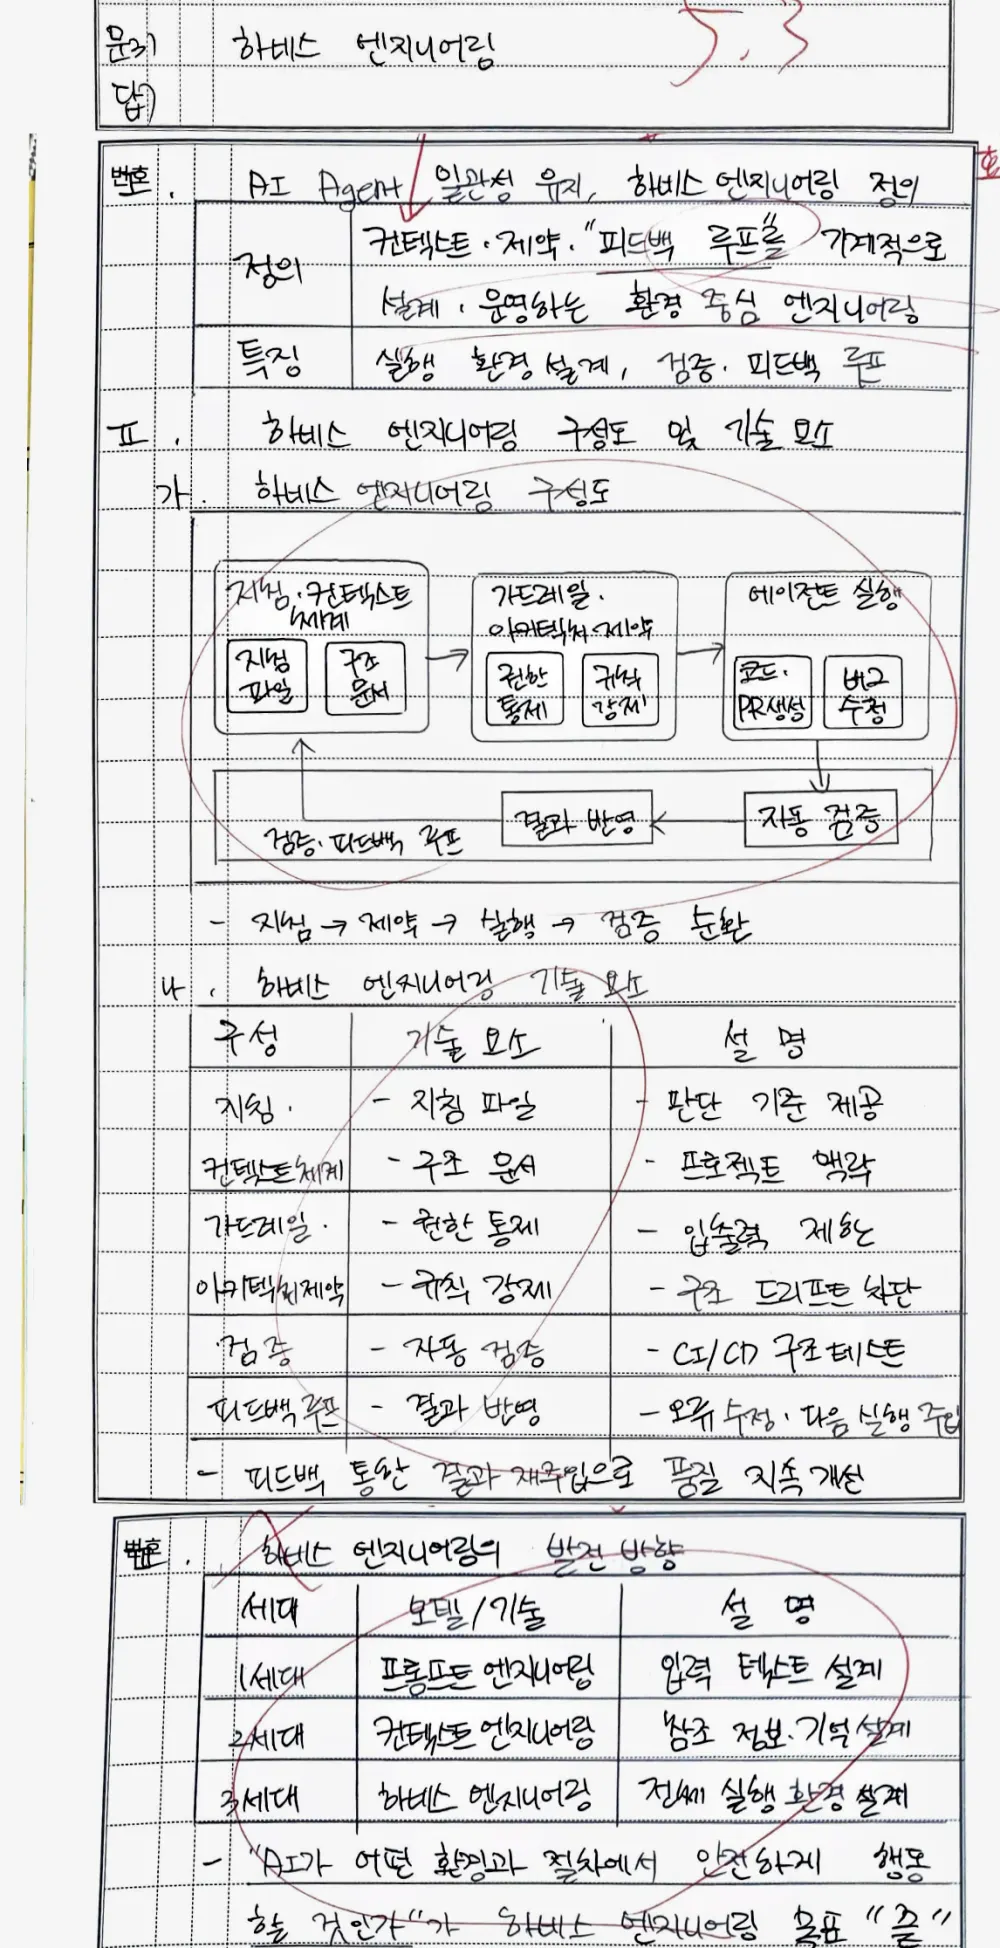 문3) 하네스 엔지니어링
5.3
답)
번호 . AI Agent 일관성 유지, 하네스 엔지니어링 정의
정의 컨텍스트·제약·"피드백 루프"를 기계적으로
설계·운영하는 환경 중심 엔지니어링
특징 실행 환경 설계, 검증·피드백 루프
II . 하네스 엔지니어링 구성도 및 기술 요소
가 . 하네스 엔지니어링 구성도
지침·컨텍스트 체계
지침 파일
구조 문서
가드레일·아키텍처 제약
권한 통제
규칙 강제
에이전트 실행
코드·PR생성
버그 수정
자동 검증
결과 반영
검증·피드백 루프
- 지침 → 제약 → 실행 → 검증 순환
나 . 하네스 엔지니어링 기술 요소
구성 기술 요소 설 명
지침· - 지침 파일 - 판단 기준 제공
컨텍스트체계 - 구조 문서 - 프로젝트 맥락
가드레일· - 권한 통제 - 입출력 제한
아키텍처제약 - 규칙 강제 - 구조 드리프트 차단
검증 - 자동 검증 - CI/CD 구조 테스트
피드백 루프 - 결과 반영 - 오류 수정·다음 실행 주입
- 피드백 통한 결과 재주입으로 품질 지속 개선
번호 . 하네스 엔지니어링의 발전 방향
세대 모델/기술 설 명
1세대 프롬프트 엔지니어링 입력 텍스트 설계
2세대 컨텍스트 엔지니어링 참조 정보·기억 설계
3세대 하네스 엔지니어링 전체 실행 환경 설계
- "AI가 어떤 환경과 절차에서 안전하게 행동
할 것인가"가 하네스 엔지니어링 목표 "끝"